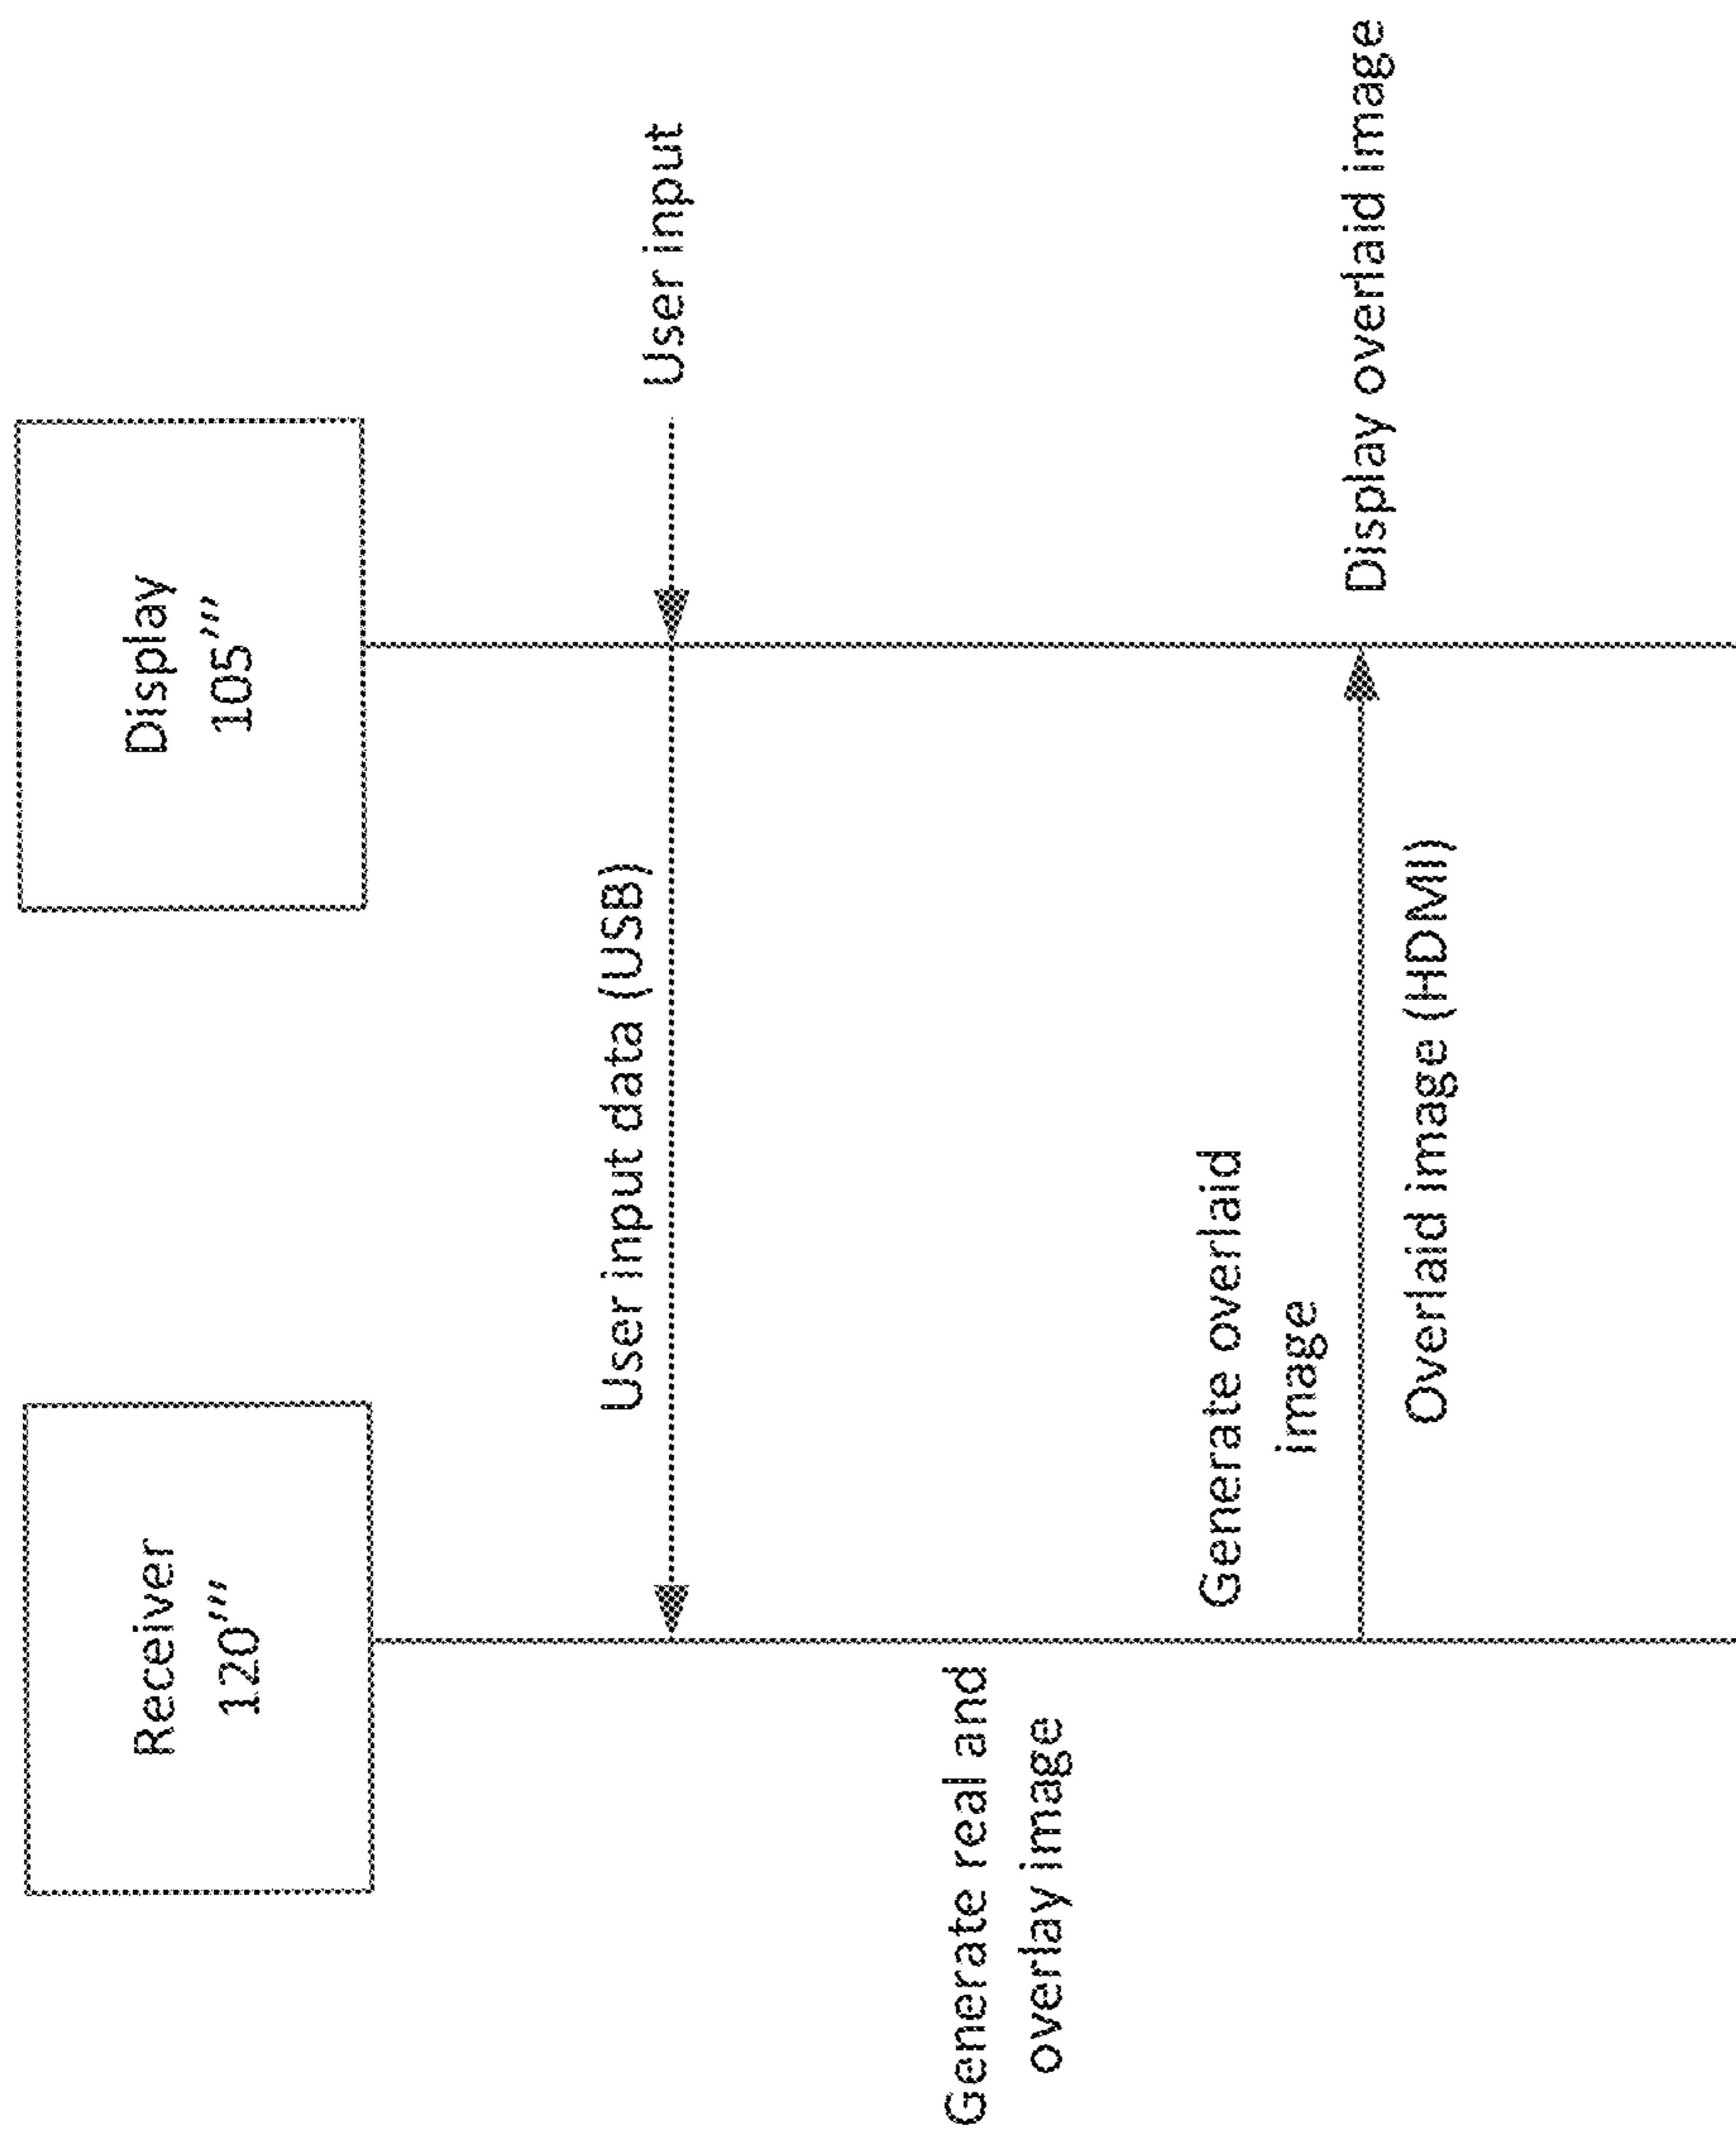 Receiver
120′′′
Display
105′′′
User input
User input data (USB)
Generate real and
overlay image
Generate overlaid
image
Display overlaid image
Overlaid image (HDMI)